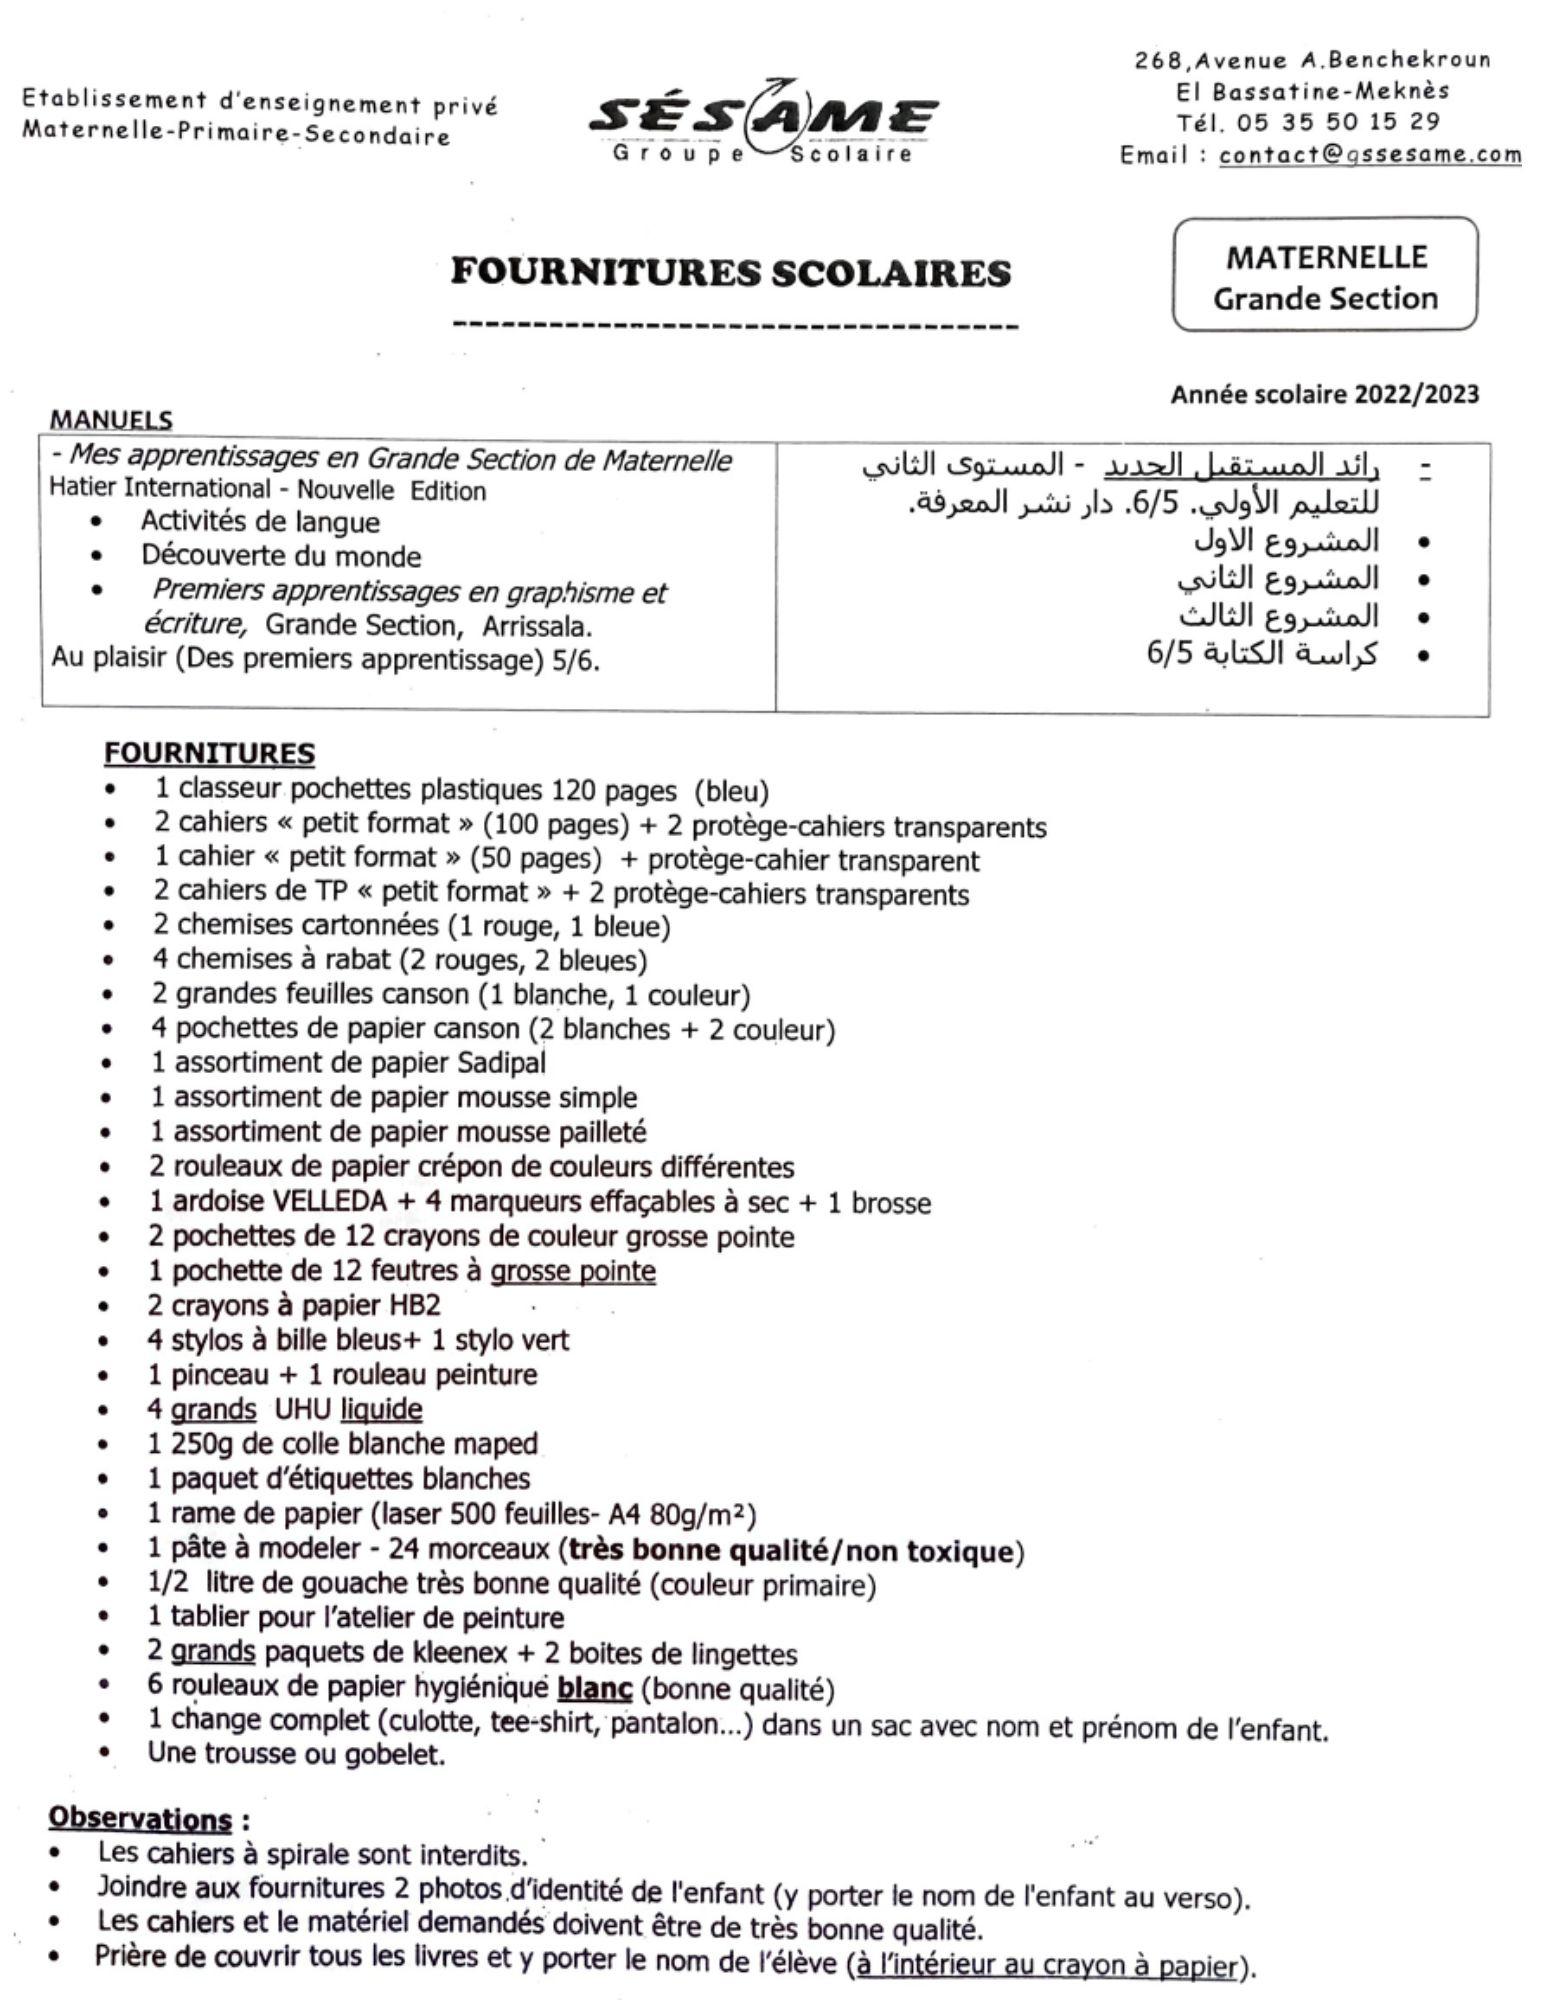 Etablissement d'enseignement privé
Maternelle-Primaire-Secondaire
SÉSAME
Groupe Scolaire
268,Avenue A.Benchekroun
El Bassatine-Meknès
Tél. 05 35 50 15 29
Email : contact@gssesame.com
FOURNITURES SCOLAIRES
MATERNELLE
Grande Section
Année scolaire 2022/2023
MANUELS
- Mes apprentissages en Grande Section de Maternelle
Hatier International - Nouvelle Edition
• Activités de langue
• Découverte du monde
• Premiers apprentissages en graphisme et
écriture, Grande Section, Arrissala.
Au plaisir (Des premiers apprentissage) 5/6.
- رائد المستقبل الجديد - المستوى الثاني
للتعليم الأولي. 6/5. دار نشر المعرفة.
• المشروع الاول
• المشروع الثاني
• المشروع الثالث
• كراسة الكتابة 6/5
FOURNITURES
• 1 classeur pochettes plastiques 120 pages (bleu)
• 2 cahiers « petit format » (100 pages) + 2 protège-cahiers transparents
• 1 cahier « petit format » (50 pages) + protège-cahier transparent
• 2 cahiers de TP « petit format » + 2 protège-cahiers transparents
• 2 chemises cartonnées (1 rouge, 1 bleue)
• 4 chemises à rabat (2 rouges, 2 bleues)
• 2 grandes feuilles canson (1 blanche, 1 couleur)
• 4 pochettes de papier canson (2 blanches + 2 couleur)
• 1 assortiment de papier Sadipal
• 1 assortiment de papier mousse simple
• 1 assortiment de papier mousse pailleté
• 2 rouleaux de papier crépon de couleurs différentes
• 1 ardoise VELLEDA + 4 marqueurs effaçables à sec + 1 brosse
• 2 pochettes de 12 crayons de couleur grosse pointe
• 1 pochette de 12 feutres à grosse pointe
• 2 crayons à papier HB2
• 4 stylos à bille bleus+ 1 stylo vert
• 1 pinceau + 1 rouleau peinture
• 4 grands UHU liquide
• 1 250g de colle blanche maped
• 1 paquet d'étiquettes blanches
• 1 rame de papier (laser 500 feuilles- A4 80g/m²)
• 1 pâte à modeler - 24 morceaux (très bonne qualité/non toxique)
• 1/2 litre de gouache très bonne qualité (couleur primaire)
• 1 tablier pour l'atelier de peinture
• 2 grands paquets de kleenex + 2 boites de lingettes
• 6 rouleaux de papier hygiénique blanc (bonne qualité)
• 1 change complet (culotte, tee-shirt, pantalon...) dans un sac avec nom et prénom de l'enfant.
• Une trousse ou gobelet.
Observations :
• Les cahiers à spirale sont interdits.
• Joindre aux fournitures 2 photos d'identité de l'enfant (y porter le nom de l'enfant au verso).
• Les cahiers et le matériel demandés doivent être de très bonne qualité.
• Prière de couvrir tous les livres et y porter le nom de l'élève (à l'intérieur au crayon à papier).